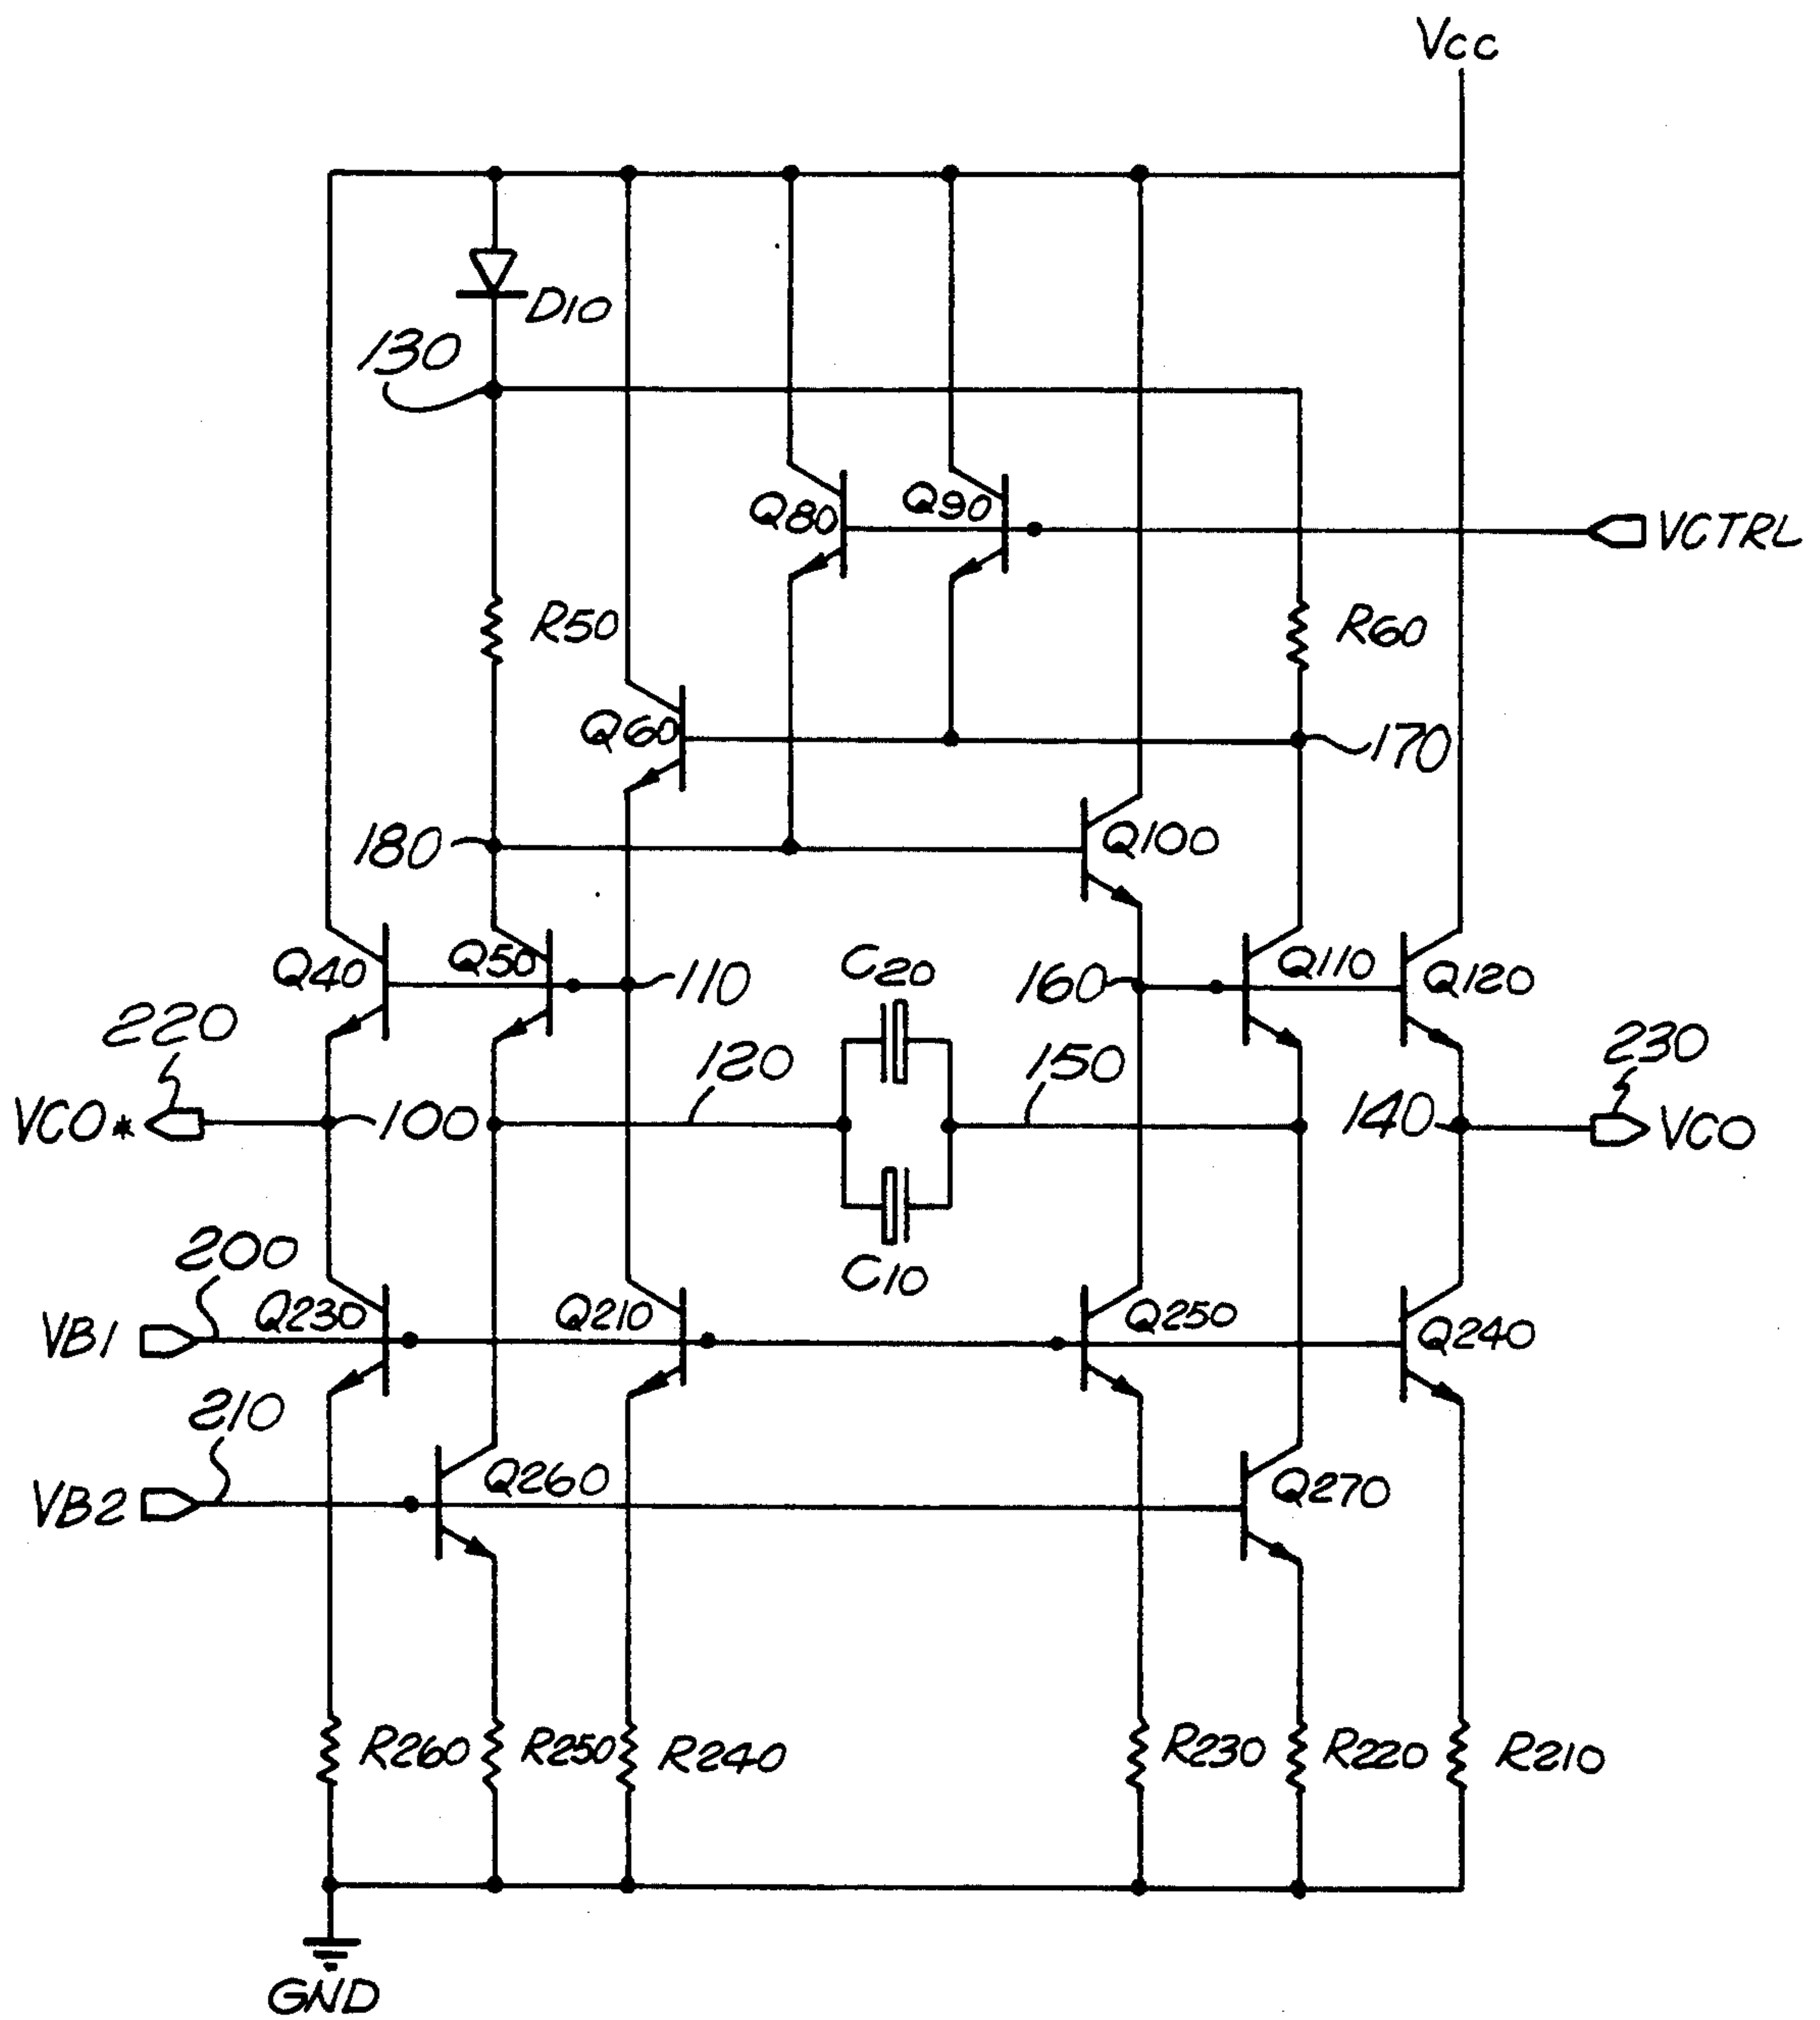 Vcc
D10
130
Q80
Q90
VCTRL
R50
R60
Q60
170
180
Q100
Q40
Q50
110
C20
160
Q110
Q120
220
120
150
230
VCO*
100
140
VCO
200
C10
VB1
Q230
Q210
Q250
Q240
210
VB2
Q260
Q270
R260
R250
R240
R230
R220
R210
GND